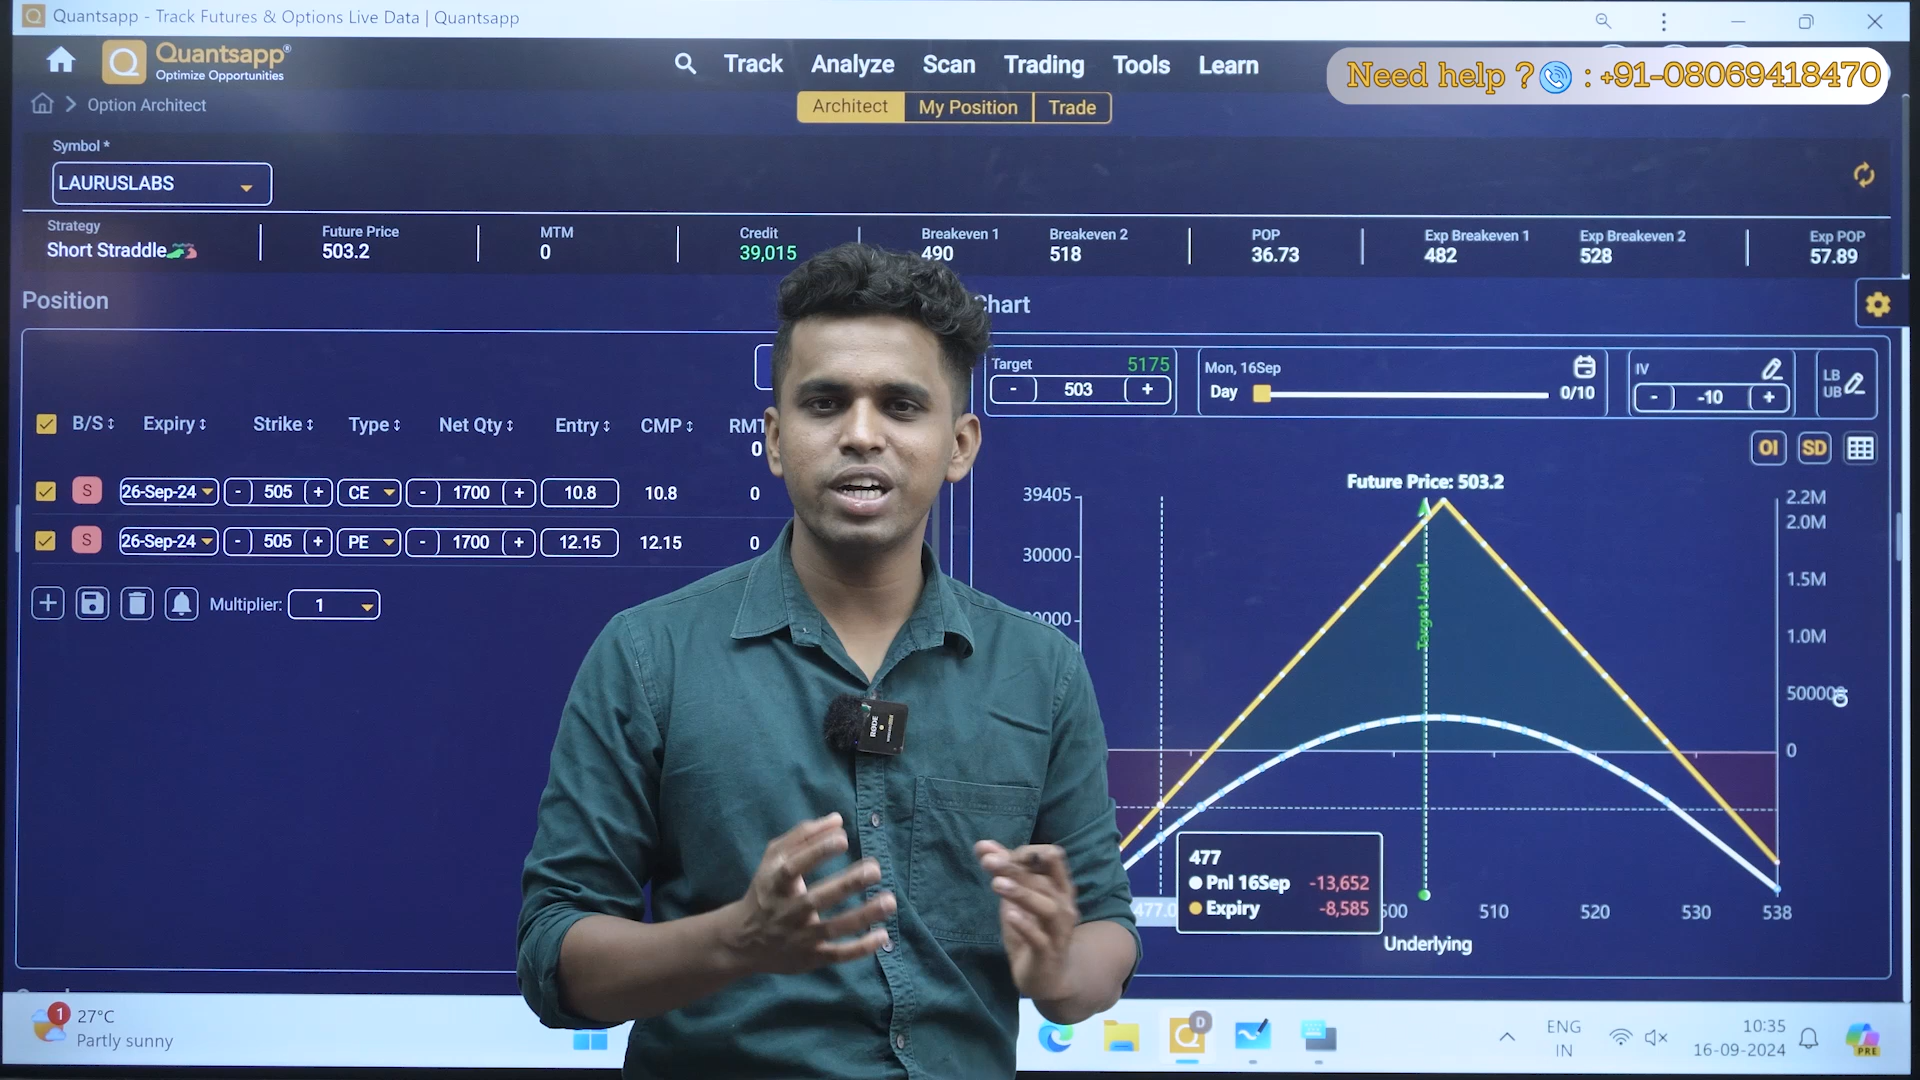 Quantsapp - Track Futures & Options Live Data | Quantsapp
Quantsapp®
Optimize Opportunities
Track Analyze Scan Trading Tools Learn
Need help ? : +91-08069418470
Option Architect
Architect My Position Trade
Symbol *
LAURUSLABS
Strategy
Short Straddle
Future Price
503.2
MTM
0
Credit
39,015
Breakeven 1
490
Breakeven 2
518
POP
36.73
Exp Breakeven 1
482
Exp Breakeven 2
528
Exp POP
57.89
Position
Chart
Target 5175
- 503 +
Mon, 16Sep
Day 0/10
IV
- -10 +
LB
UB
B/S Expiry Strike Type Net Qty Entry CMP RMT
0
S 26-Sep-24 - 505 + CE - 1700 + 10.8 10.8 0
S 26-Sep-24 - 505 + PE - 1700 + 12.15 12.15 0
Multiplier: 1
OI SD
Future Price: 503.2
39405
30000
2.2M
2.0M
1.5M
1.0M
0
Target Level
RØDE
477
Pnl 16Sep -13,652
Expiry -8,585
477.0
510 520 530 538
Underlying
1
27°C
Partly sunny
D
ENG
IN
10:35
16-09-2024
PRE